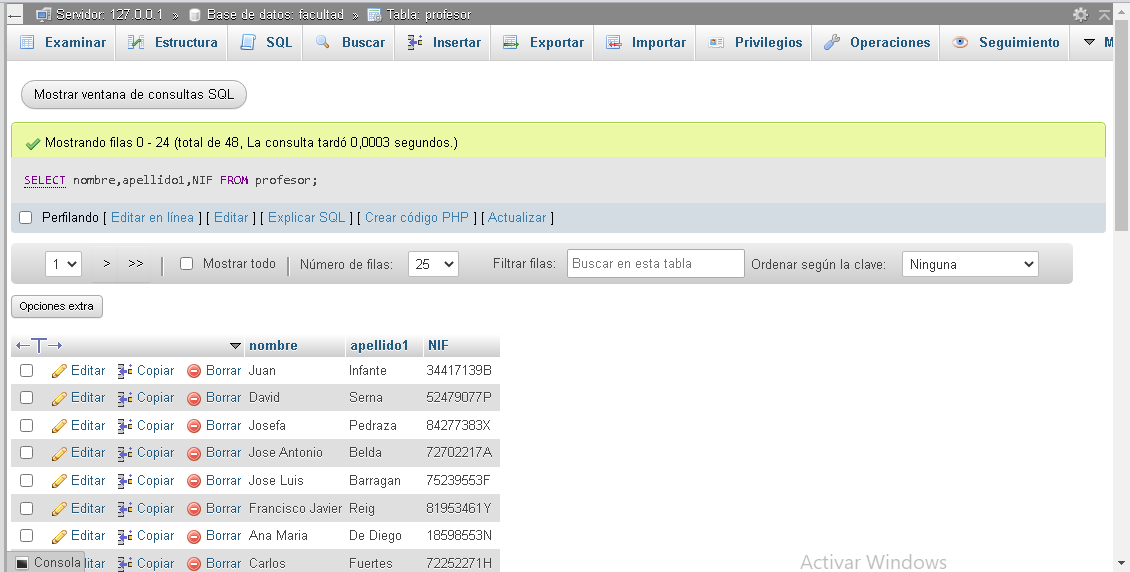 Servidor: 127.0.0.1 » Base de datos: facultad » Tabla: profesor
Examinar Estructura SQL Buscar Insertar Exportar Importar Privilegios Operaciones Seguimiento M
Mostrar ventana de consultas SQL
Mostrando filas 0 - 24 (total de 48, La consulta tardó 0,0003 segundos.)
SELECT nombre,apellido1,NIF FROM profesor;
Perfilando [ Editar en línea ] [ Editar ] [ Explicar SQL ] [ Crear código PHP ] [ Actualizar ]
1 > >> | Mostrar todo | Número de filas: 25 Filtrar filas: Buscar en esta tabla Ordenar según la clave: Ninguna
Opciones extra
←T→ nombre apellido1 NIF
Editar Copiar Borrar Juan Infante 34417139B
Editar Copiar Borrar David Serna 52479077P
Editar Copiar Borrar Josefa Pedraza 84277383X
Editar Copiar Borrar Jose Antonio Belda 72702217A
Editar Copiar Borrar Jose Luis Barragan 75239553F
Editar Copiar Borrar Francisco Javier Reig 81953461Y
Editar Copiar Borrar Ana Maria De Diego 18598553N
Consola itar Copiar Borrar Carlos Fuertes 72252271H
Activar Windows